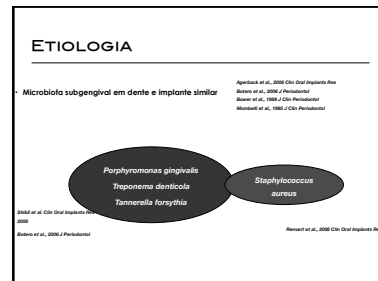 ETIOLOGIA
Agerback et al., 2006 Clin Oral Implants Res
Botero et al., 2006 J Periodontol
Bower et al., 1989 J Clin Periodontol
Mombelli et al., 1995 J Clin Periodontol
• Microbiota subgengival em dente e implante similar
Porphyromonas gingivalis
Treponema denticola
Tannerella forsythia
Staphylococcus
aureus
Shibli et al. Clin Oral Implants Res
2008
Botero et al., 2006 J Periodontol
Renvert et al., 2008 Clin Oral Implants Re